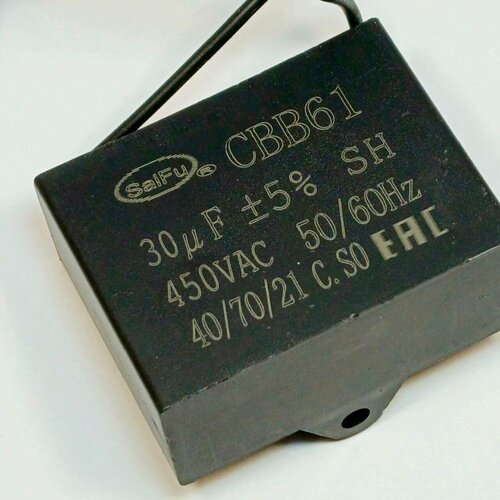 SaiFu ® CBB61
30μF ±5% SH
450VAC 50/60Hz
40/70/21 C. S0 EAC